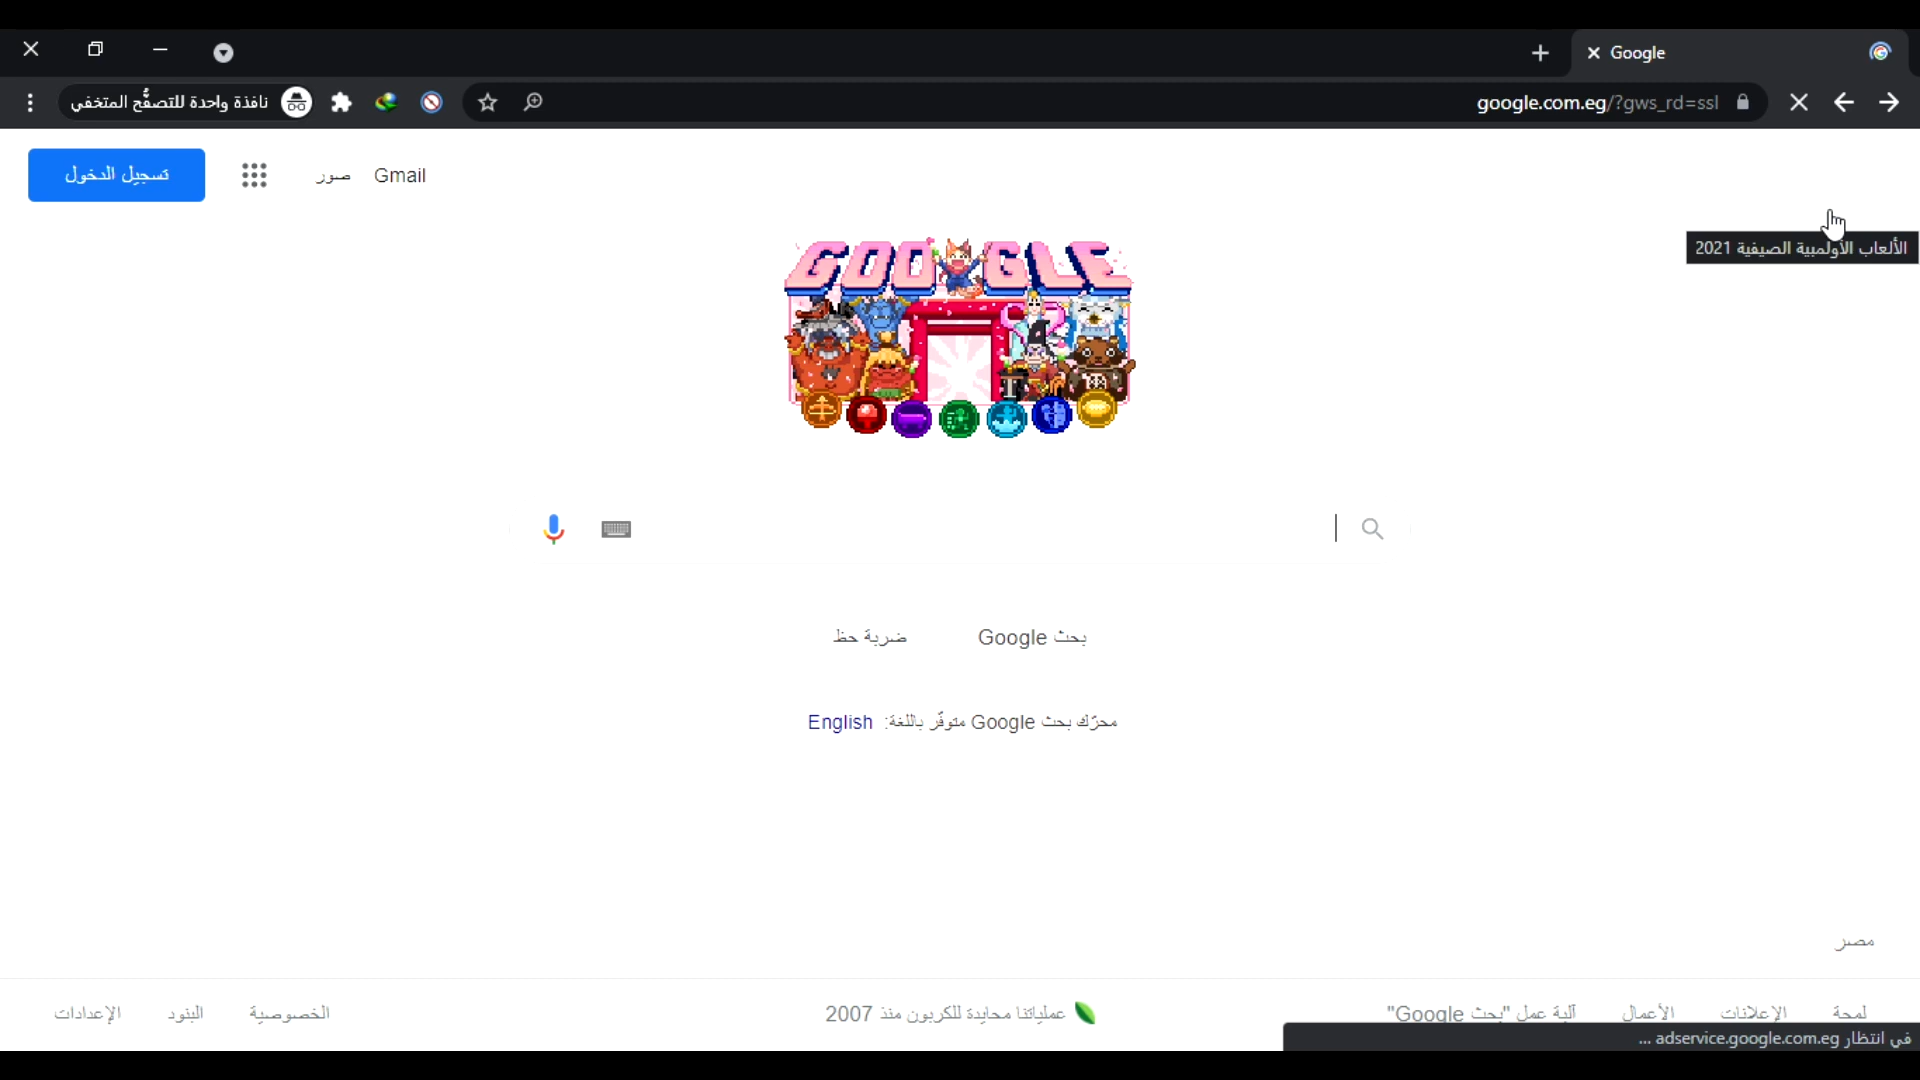 Google
google.com.eg/?gws_rd=ssl
نافذة واحدة للتصفُّح المتخفي
Gmail
صور
تسجيل الدخول
الألعاب الأولمبية الصيفية 2021
GOOGLE
بحث Google
ضربة حظ
محرّك بحث Google متوفّر باللغة: English
مصر
لمحة
الإعلانات
الأعمال
آلية عمل "بحث Google"
عملياتنا محايدة للكربون منذ 2007
الخصوصية
البنود
الإعدادات
في انتظار adservice.google.com.eg ...